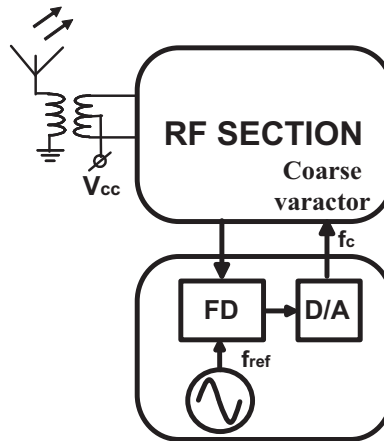 RF SECTION
Vcc
Coarse
varactor
fc
FD
D/A
fref